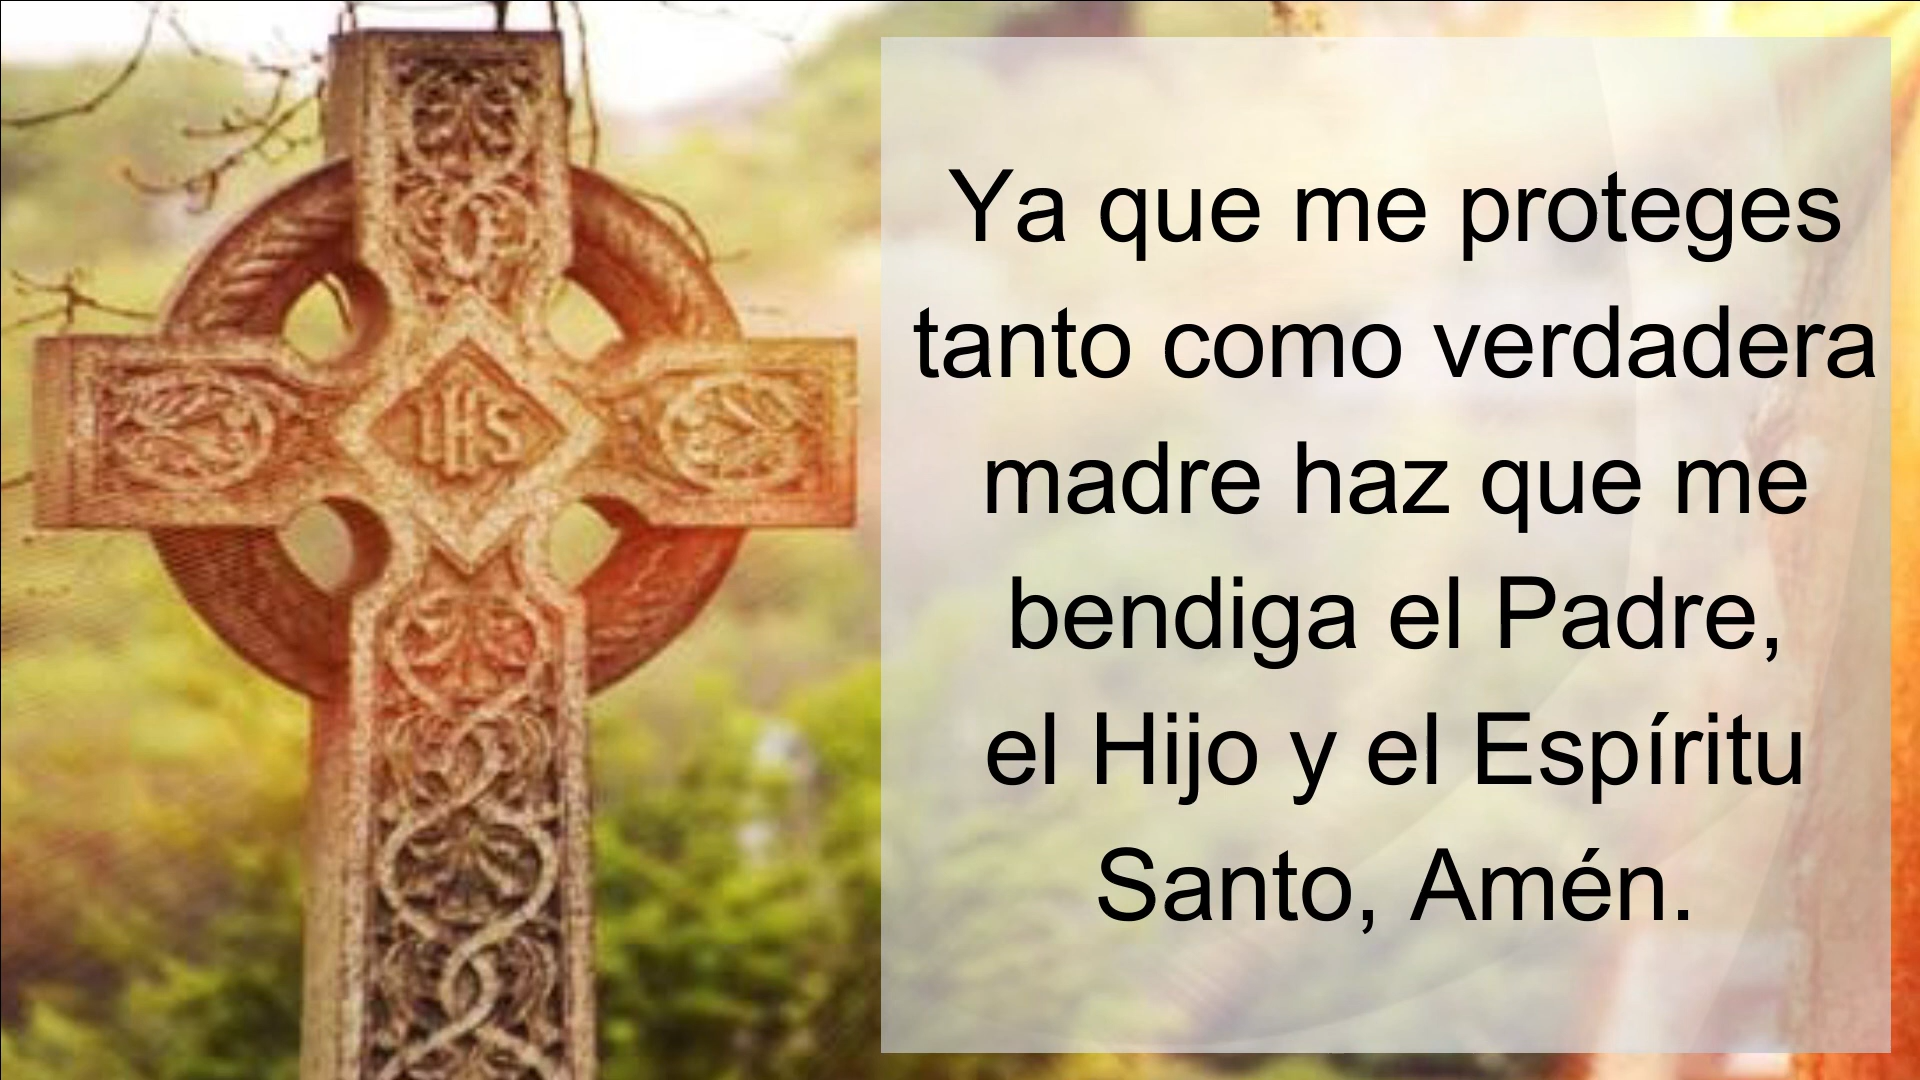 IHS
Ya que me proteges
tanto como verdadera
madre haz que me
bendiga el Padre,
el Hijo y el Espíritu
Santo, Amén.